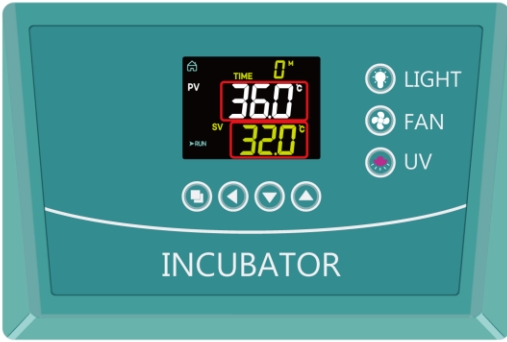 TIME 0 M
PV 36.0 ℃
SV 32.0 ℃
►RUN
LIGHT
FAN
UV
INCUBATOR